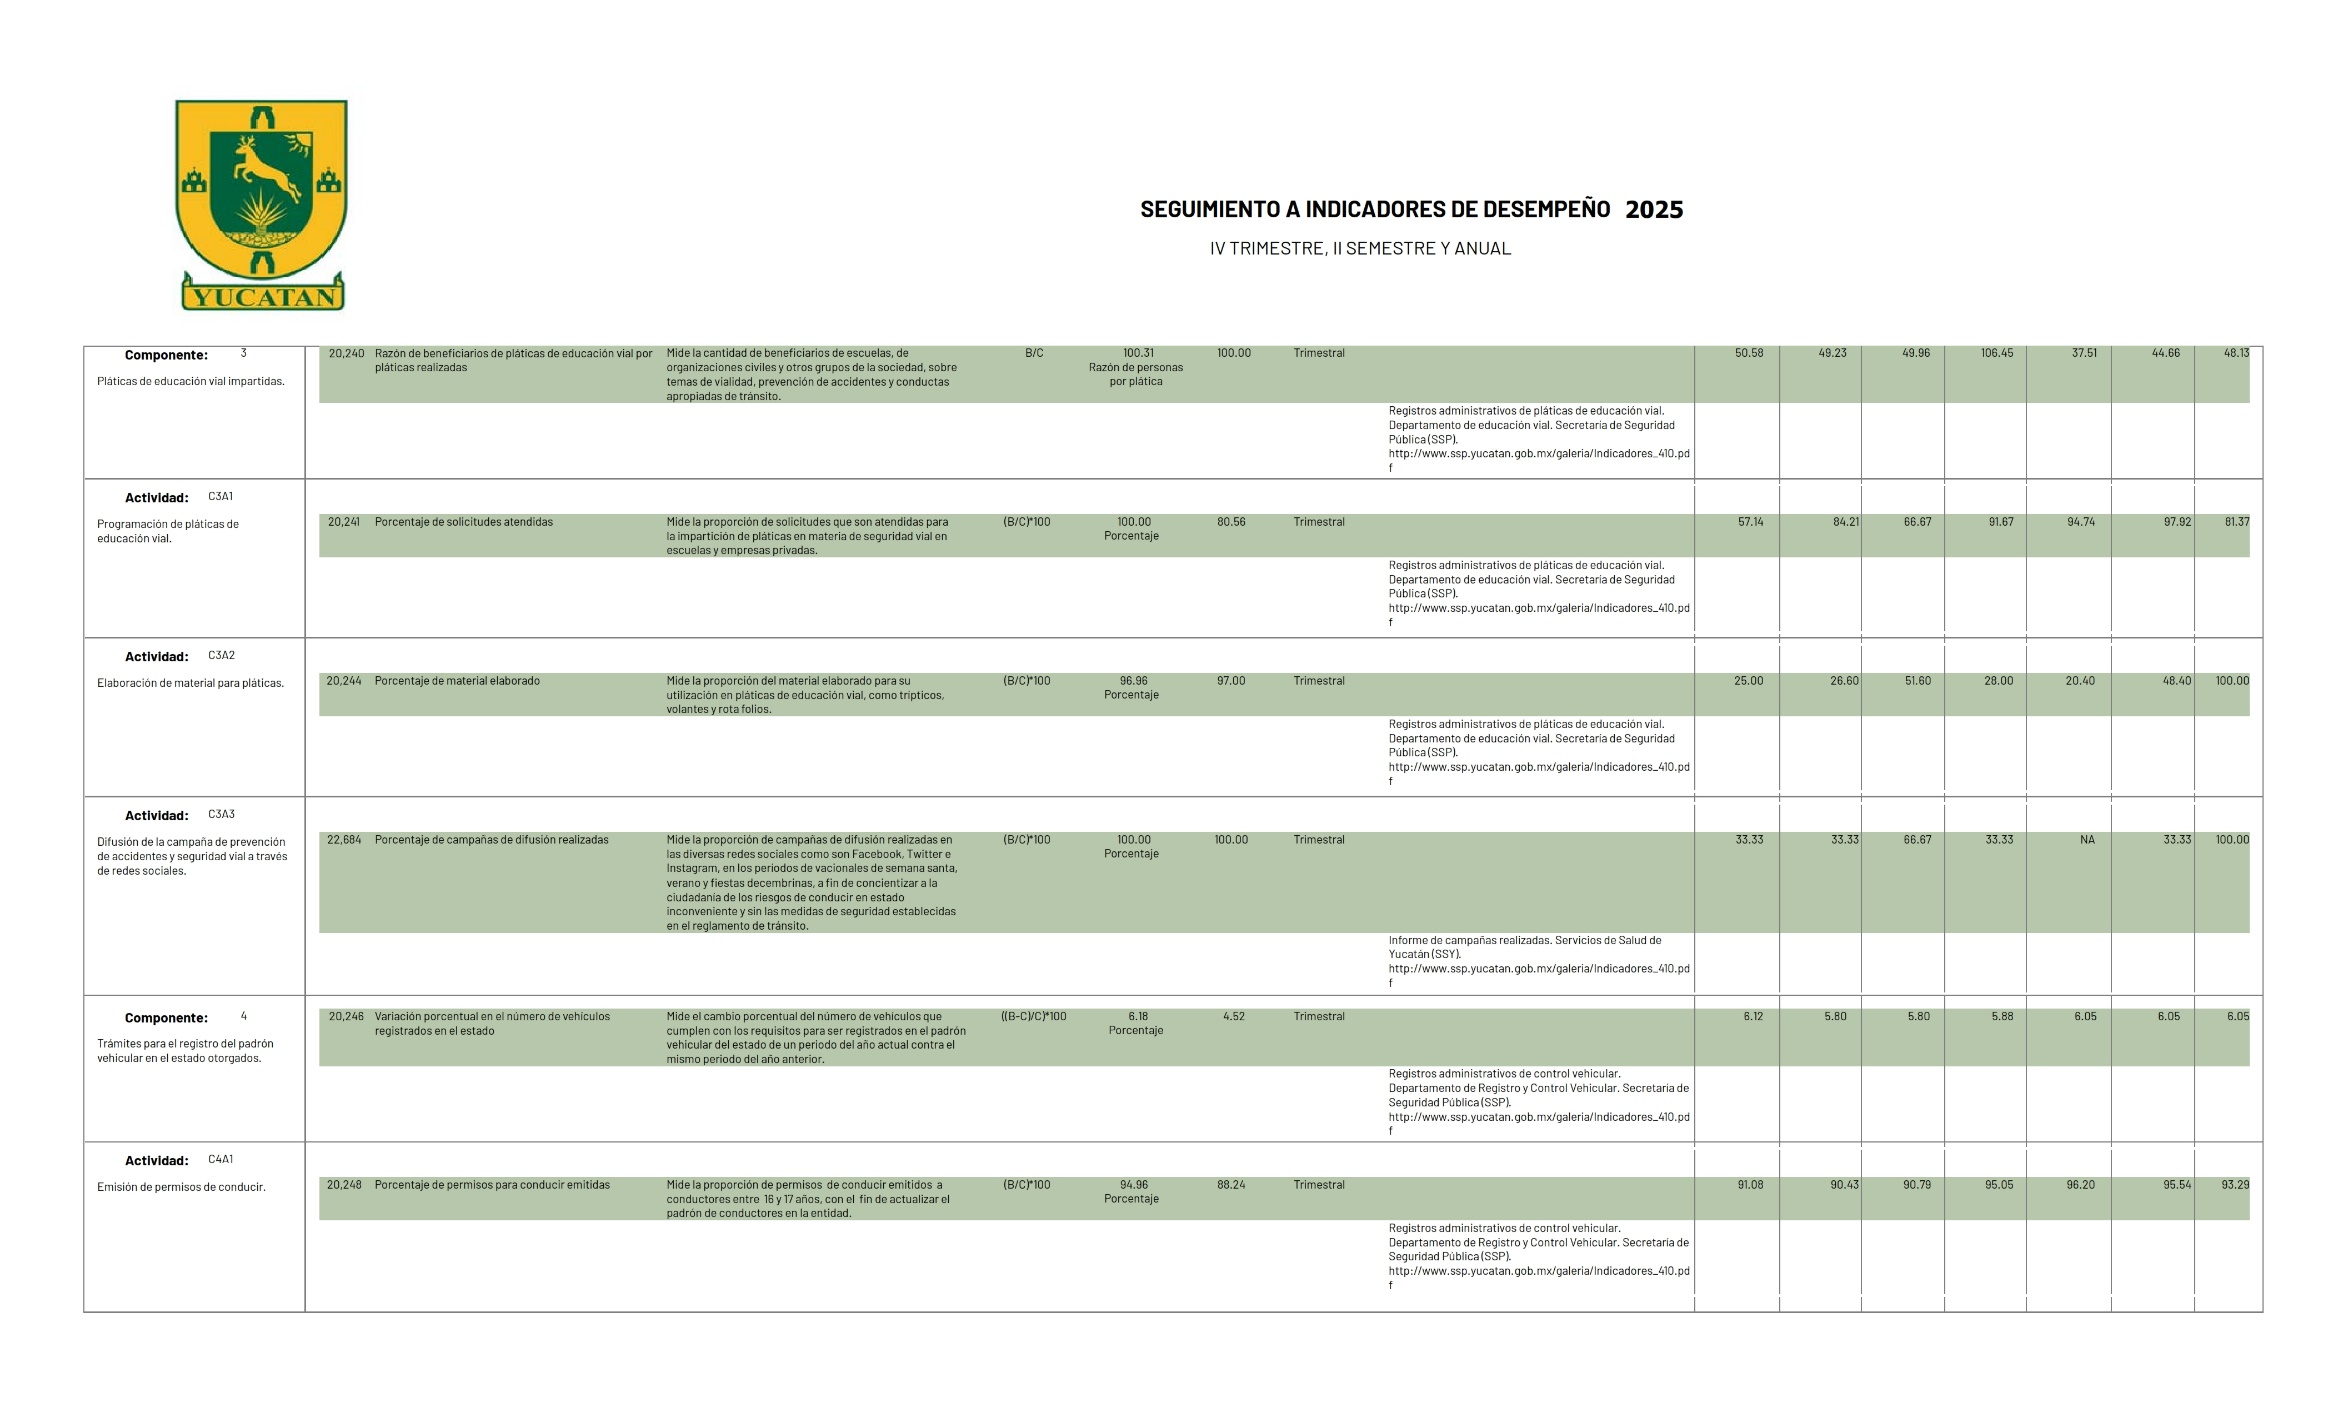 YUCATAN
SEGUIMIENTO A INDICADORES DE DESEMPEÑO 2025
IV TRIMESTRE, II SEMESTRE Y ANUAL
Componente: 3
Pláticas de educación vial impartidas.
20,240 Razón de beneficiarios de pláticas de educación vial por
pláticas realizadas
Mide la cantidad de beneficiarios de escuelas, de
organizaciones civiles y otros grupos de la sociedad, sobre
temas de vialidad, prevención de accidentes y conductas
apropiadas de tránsito.
B/C
100.31
Razón de personas
por plática
100.00
Trimestral
50.58 49.23 49.96 106.45 37.51 44.66 48.13
Registros administrativos de pláticas de educación vial.
Departamento de educación vial. Secretaría de Seguridad
Pública (SSP).
http://www.ssp.yucatan.gob.mx/galeria/Indicadores_410.pd
f
Actividad: C3A1
Programación de pláticas de
educación vial.
20,241 Porcentaje de solicitudes atendidas
Mide la proporción de solicitudes que son atendidas para
la impartición de pláticas en materia de seguridad vial en
escuelas y empresas privadas.
(B/C)*100
100.00
Porcentaje
80.56
Trimestral
57.14 84.21 66.67 91.67 94.74 97.92 81.37
Registros administrativos de pláticas de educación vial.
Departamento de educación vial. Secretaría de Seguridad
Pública (SSP).
http://www.ssp.yucatan.gob.mx/galeria/Indicadores_410.pd
f
Actividad: C3A2
Elaboración de material para pláticas.
20,244 Porcentaje de material elaborado
Mide la proporción del material elaborado para su
utilización en pláticas de educación vial, como trípticos,
volantes y rota folios.
(B/C)*100
96.96
Porcentaje
97.00
Trimestral
25.00 26.60 51.60 28.00 20.40 48.40 100.00
Registros administrativos de pláticas de educación vial.
Departamento de educación vial. Secretaría de Seguridad
Pública (SSP).
http://www.ssp.yucatan.gob.mx/galeria/Indicadores_410.pd
f
Actividad: C3A3
Difusión de la campaña de prevención
de accidentes y seguridad vial a través
de redes sociales.
22,684 Porcentaje de campañas de difusión realizadas
Mide la proporción de campañas de difusión realizadas en
las diversas redes sociales como son Facebook, Twitter e
Instagram, en los periodos de vacacionales de semana santa,
verano y fiestas decembrinas, a fin de concientizar a la
ciudadanía de los riesgos de conducir en estado
inconveniente y sin las medidas de seguridad establecidas
en el reglamento de tránsito.
(B/C)*100
100.00
Porcentaje
100.00
Trimestral
33.33 33.33 66.67 33.33 NA 33.33 100.00
Informe de campañas realizadas. Servicios de Salud de
Yucatán (SSY).
http://www.ssp.yucatan.gob.mx/galeria/Indicadores_410.pd
f
Componente: 4
Trámites para el registro del padrón
vehicular en el estado otorgados.
20,246 Variación porcentual en el número de vehículos
registrados en el estado
Mide el cambio porcentual del número de vehículos que
cumplen con los requisitos para ser registrados en el padrón
vehicular del estado de un periodo del año actual contra el
mismo periodo del año anterior.
((B-C)/C)*100
6.18
Porcentaje
4.52
Trimestral
6.12 5.80 5.80 5.88 6.05 6.05 6.05
Registros administrativos de control vehicular.
Departamento de Registro y Control Vehicular. Secretaría de
Seguridad Pública (SSP).
http://www.ssp.yucatan.gob.mx/galeria/Indicadores_410.pd
f
Actividad: C4A1
Emisión de permisos de conducir.
20,248 Porcentaje de permisos para conducir emitidas
Mide la proporción de permisos de conducir emitidos a
conductores entre 16 y 17 años, con el fin de actualizar el
padrón de conductores en la entidad.
(B/C)*100
94.96
Porcentaje
88.24
Trimestral
91.08 90.43 90.79 95.05 96.20 95.54 93.29
Registros administrativos de control vehicular.
Departamento de Registro y Control Vehicular. Secretaría de
Seguridad Pública (SSP).
http://www.ssp.yucatan.gob.mx/galeria/Indicadores_410.pd
f